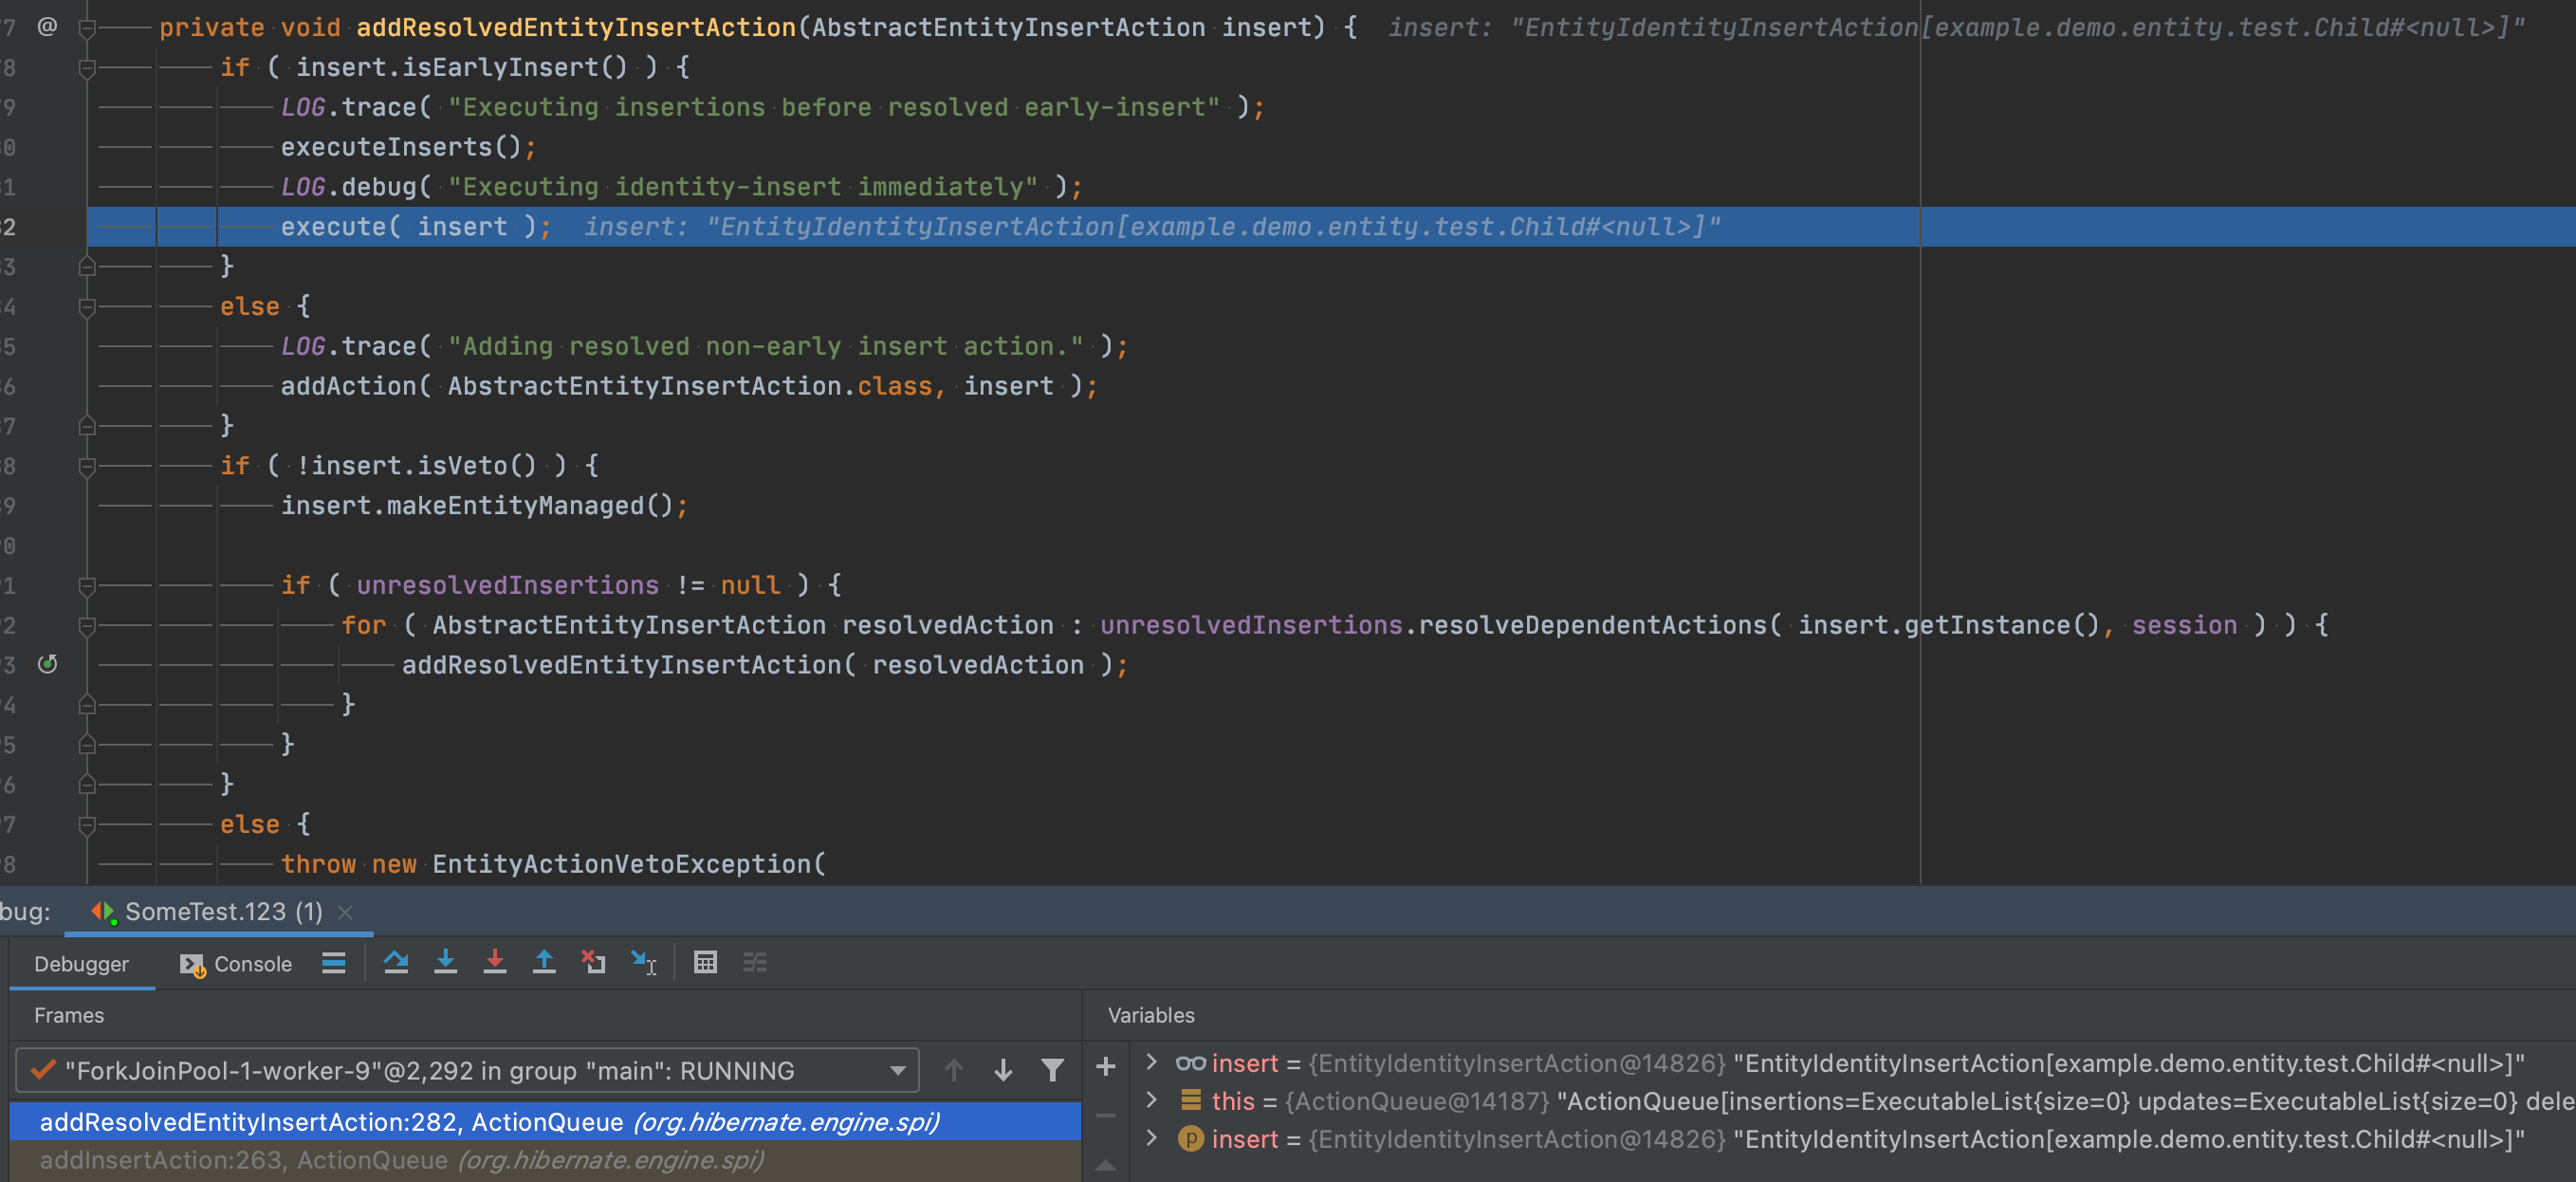 7 @ private void addResolvedEntityInsertAction(AbstractEntityInsertAction insert) { insert: "EntityIdentityInsertAction[example.demo.entity.test.Child#<null>]"
8 if ( insert.isEarlyInsert() ) {
9 LOG.trace( "Executing insertions before resolved early-insert" );
0 executeInserts();
1 LOG.debug( "Executing identity-insert immediately" );
2 execute( insert ); insert: "EntityIdentityInsertAction[example.demo.entity.test.Child#<null>]"
3 }
4 else {
5 LOG.trace( "Adding resolved non-early insert action." );
6 addAction( AbstractEntityInsertAction.class, insert );
7 }
8 if ( !insert.isVeto() ) {
9 insert.makeEntityManaged();
0
1 if ( unresolvedInsertions != null ) {
2 for ( AbstractEntityInsertAction resolvedAction : unresolvedInsertions.resolveDependentActions( insert.getInstance(), session ) ) {
3 addResolvedEntityInsertAction( resolvedAction );
4 }
5 }
6 }
7 else {
8 throw new EntityActionVetoException(
bug: SomeTest.123 (1)
Debugger Console
Frames Variables
"ForkJoinPool-1-worker-9"@2,292 in group "main": RUNNING
addResolvedEntityInsertAction:282, ActionQueue (org.hibernate.engine.spi)
addInsertAction:263, ActionQueue (org.hibernate.engine.spi)
insert = {EntityIdentityInsertAction@14826} "EntityIdentityInsertAction[example.demo.entity.test.Child#<null>]"
this = {ActionQueue@14187} "ActionQueue[insertions=ExecutableList{size=0} updates=ExecutableList{size=0} dele
p insert = {EntityIdentityInsertAction@14826} "EntityIdentityInsertAction[example.demo.entity.test.Child#<null>]"